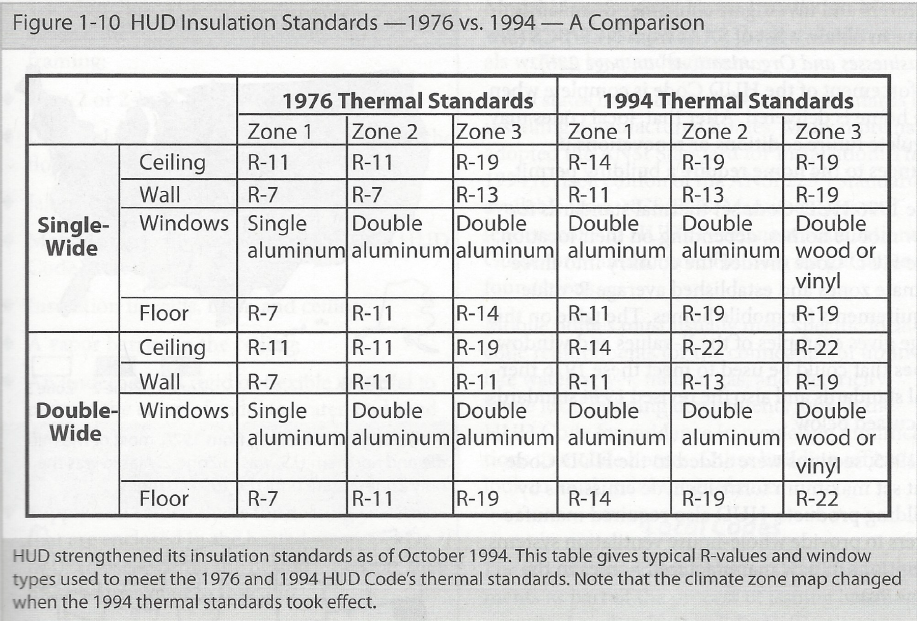 Figure 1-10 HUD Insulation Standards —1976 vs. 1994 — A Comparison
1976 Thermal Standards 1994 Thermal Standards
Zone 1 Zone 2 Zone 3 Zone 1 Zone 2 Zone 3
Single-Wide
Ceiling R-11 R-11 R-19 R-14 R-19 R-19
Wall R-7 R-7 R-13 R-11 R-13 R-19
Windows Single Double Double Double Double Double
aluminum aluminum aluminum aluminum aluminum wood or
vinyl
Floor R-7 R-11 R-14 R-11 R-19 R-19
Double-Wide
Ceiling R-11 R-11 R-19 R-14 R-22 R-22
Wall R-7 R-11 R-11 R-11 R-13 R-19
Windows Single Double Double Double Double Double
aluminum aluminum aluminum aluminum aluminum wood or
vinyl
Floor R-7 R-11 R-19 R-14 R-19 R-22
HUD strengthened its insulation standards as of October 1994. This table gives typical R-values and window
types used to meet the 1976 and 1994 HUD Code's thermal standards. Note that the climate zone map changed
when the 1994 thermal standards took effect.